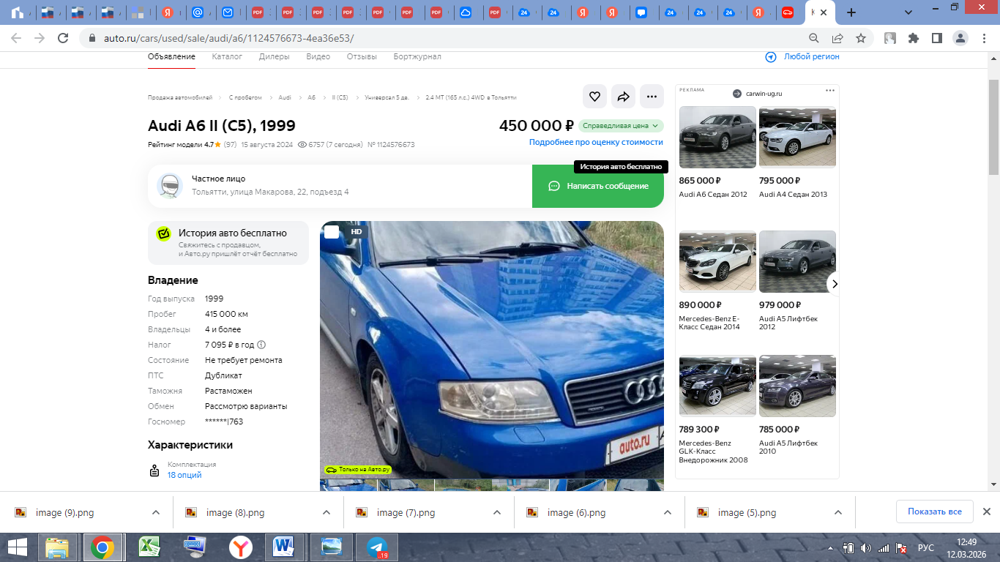 auto.ru/cars/used/sale/audi/a6/1124576673-4ea36e53/
Объявление Каталог Дилеры Видео Отзывы Бортжурнал
Любой регион
Продажа автомобилей > С пробегом > Audi > A6 > II (C5) > Универсал 5 дв. > 2.4 MT (165 л.с.) 4WD в Тольятти
Audi A6 II (C5), 1999
450 000 ₽
Справедливая цена
Рейтинг модели 4.7 (97) 15 августа 2024 6757 (7 сегодня) № 1124576673
Подробнее про оценку стоимости
История авто бесплатно
Частное лицо
Тольятти, улица Макарова, 22, подъезд 4
Написать сообщение
История авто бесплатно
Свяжитесь с продавцом,
и Авто.ру пришлёт отчёт бесплатно
Владение
Год выпуска 1999
Пробег 415 000 км
Владельцы 4 и более
Налог 7 095 ₽ в год
Состояние Не требует ремонта
ПТС Дубликат
Таможня Растаможен
Обмен Рассмотрю варианты
Госномер ******|763
Характеристики
Комплектация
18 опций
HD
auto.ru
Только на Авто.ру
РЕКЛАМА
carwin-ug.ru
865 000 ₽
Audi A6 Седан 2012
795 000 ₽
Audi A4 Седан 2013
890 000 ₽
Mercedes-Benz E-
Класс Седан 2014
979 000 ₽
Audi A5 Лифтбек
2012
789 300 ₽
Mercedes-Benz
GLK-Класс
Внедорожник 2008
785 000 ₽
Audi A5 Лифтбек
2010
image (9).png
image (8).png
image (7).png
image (6).png
image (5).png
Показать все
РУС
12:49
12.03.2026